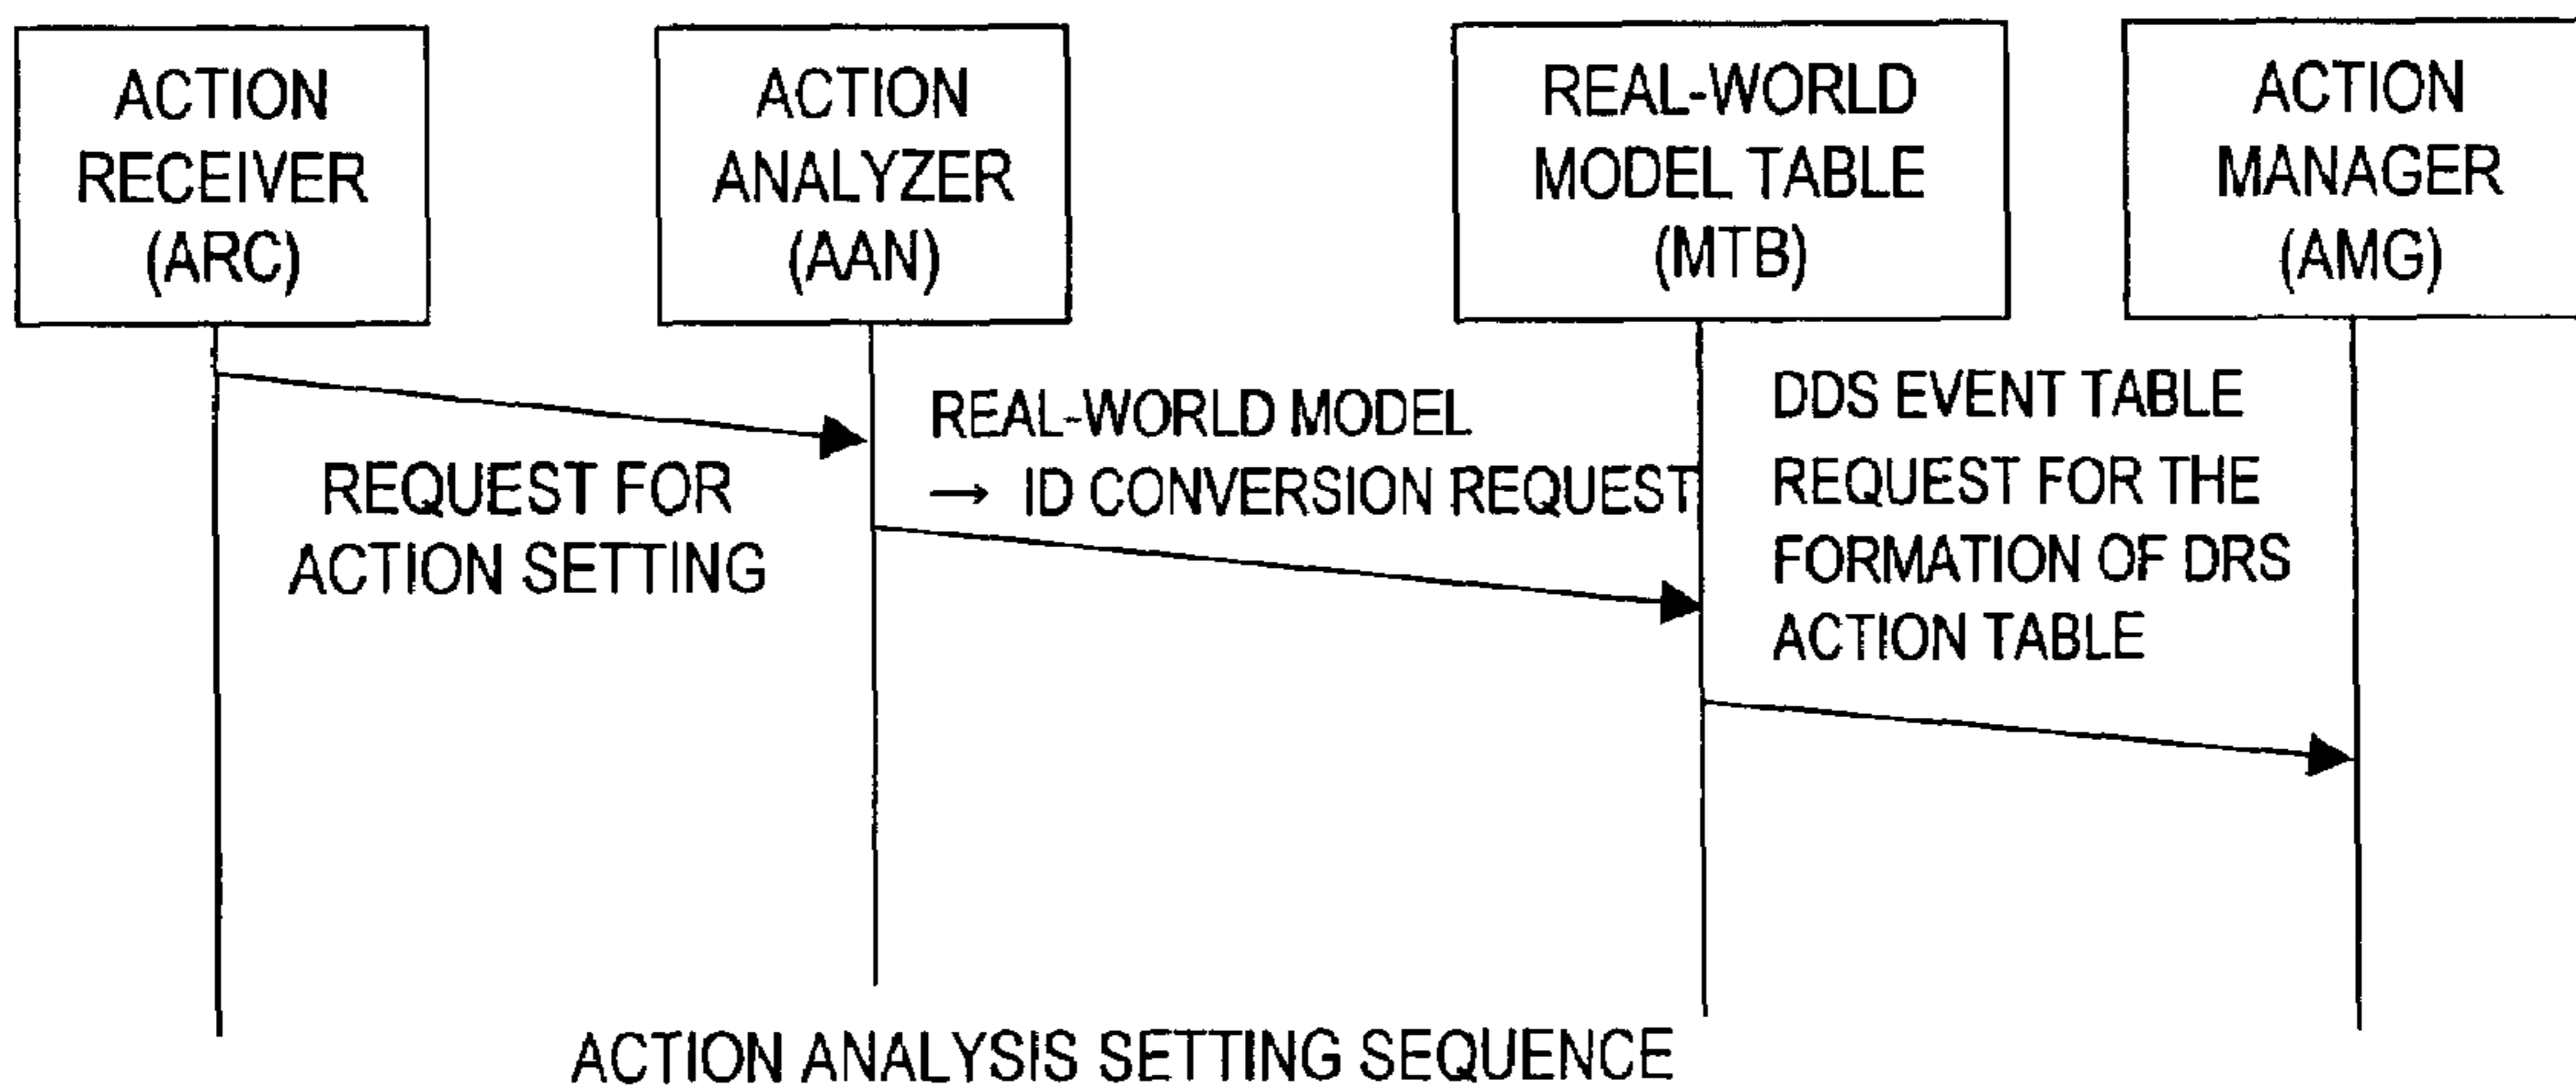 ACTION
RECEIVER
(ARC)
ACTION
ANALYZER
(AAN)
REAL-WORLD
MODEL TABLE
(MTB)
ACTION
MANAGER
(AMG)
REQUEST FOR
ACTION SETTING
REAL-WORLD MODEL
→ ID CONVERSION REQUEST
DDS EVENT TABLE
REQUEST FOR THE
FORMATION OF DRS
ACTION TABLE
ACTION ANALYSIS SETTING SEQUENCE